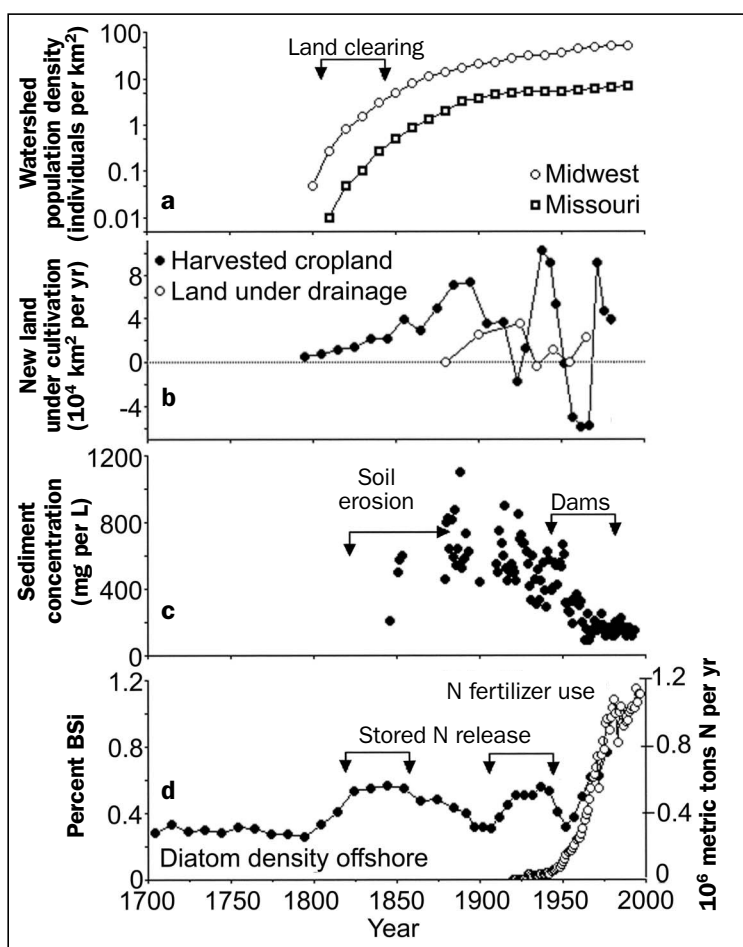 Watershed
population density
(individuals per km²)
100
10
1
0.1
0.01
Land clearing
a
Midwest
Missouri
New land
under cultivation
(10⁴ km² per yr)
8
4
0
-4
Harvested cropland
Land under drainage
b
Sediment
concentration
(mg per L)
1200
800
400
0
Soil
erosion
Dams
c
Percent BSi
1.2
0.8
0.4
0
N fertilizer use
Stored N release
d
Diatom density offshore
1.2
0.8
0.4
0
10⁶ metric tons N per yr
1700
1750
1800
1850
1900
1950
2000
Year